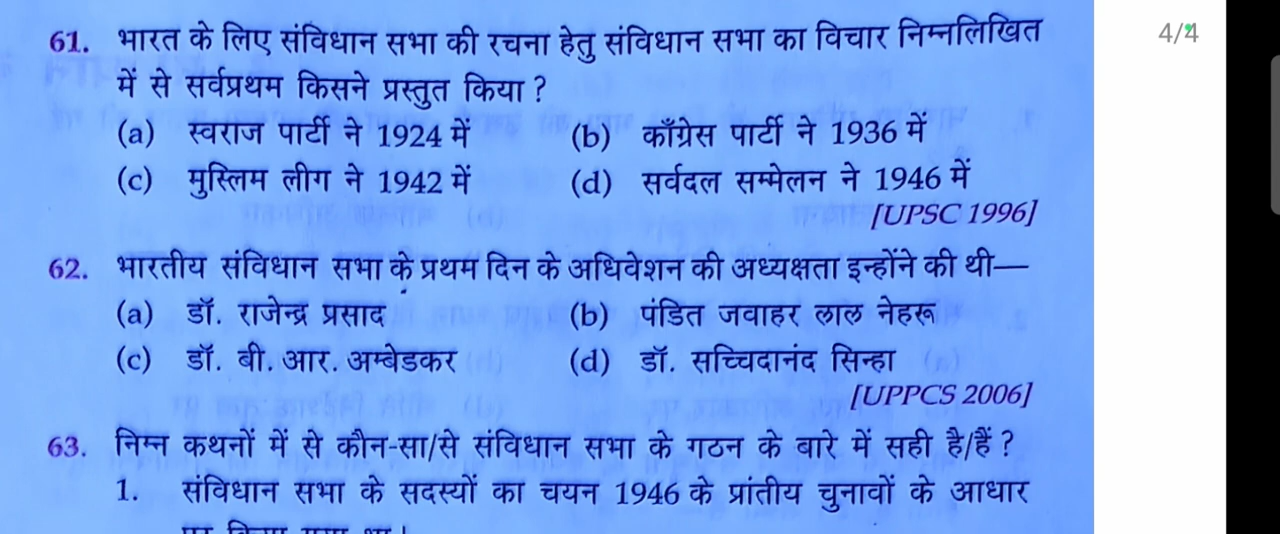 61. भारत के लिए संविधान सभा की रचना हेतु संविधान सभा का विचार निम्नलिखित
में से सर्वप्रथम किसने प्रस्तुत किया ?
(a) स्वराज पार्टी ने 1924 में (b) काँग्रेस पार्टी ने 1936 में
(c) मुस्लिम लीग ने 1942 में (d) सर्वदल सम्मेलन ने 1946 में
[UPSC 1996]
62. भारतीय संविधान सभा के प्रथम दिन के अधिवेशन की अध्यक्षता इन्होंने की थी—
(a) डॉ. राजेन्द्र प्रसाद (b) पंडित जवाहर लाल नेहरू
(c) डॉ. बी. आर. अम्बेडकर (d) डॉ. सच्चिदानंद सिन्हा
[UPPCS 2006]
63. निम्न कथनों में से कौन-सा/से संविधान सभा के गठन के बारे में सही है/हैं ?
1. संविधान सभा के सदस्यों का चयन 1946 के प्रांतीय चुनावों के आधार
4/4